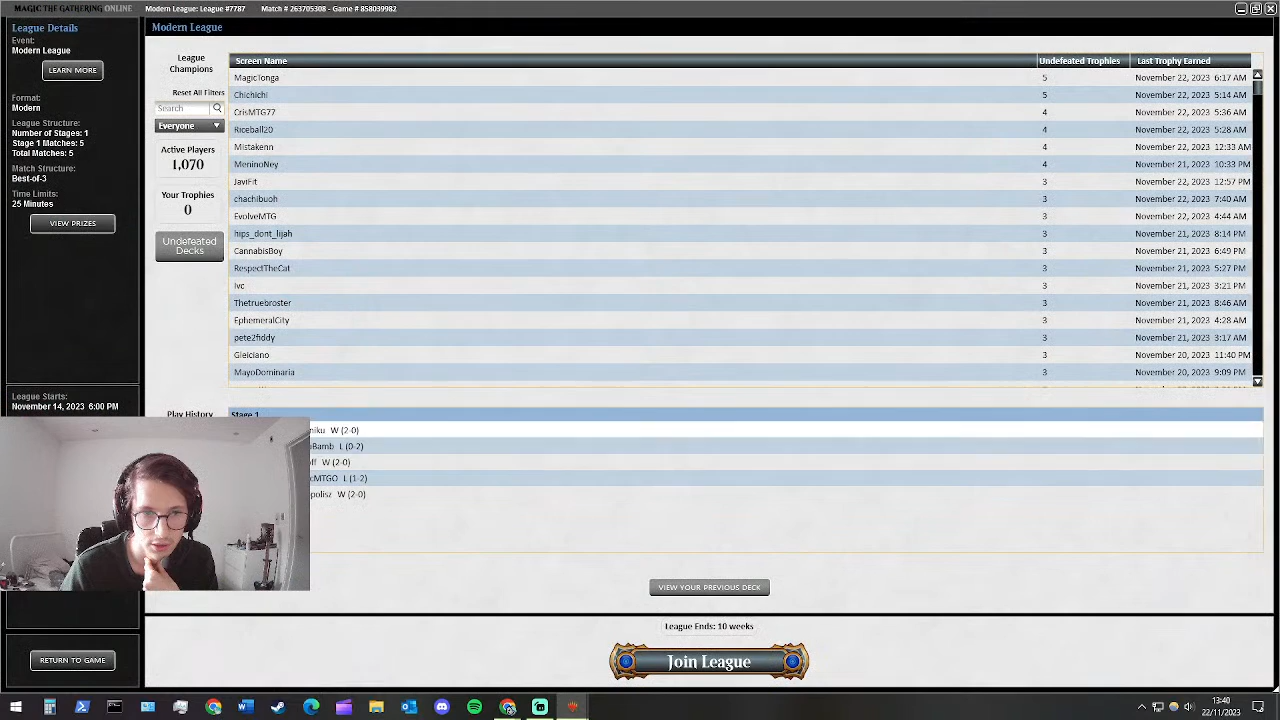 MAGIC THE GATHERING ONLINE
Modern League: League #7787
Match # 263705308 - Game # 858039982
League Details
Event:
Modern League
LEARN MORE
Format:
Modern
League Structure:
Number of Stages: 1
Stage 1 Matches: 5
Total Matches: 5
Match Structure:
Best-of-3
Time Limits:
25 Minutes
VIEW PRIZES
League Starts:
November 14, 2023 6:00 PM
RETURN TO GAME
Modern League
League
Champions
Reset All Filters
Search
Everyone
Active Players
1,070
Your Trophies
0
Undefeated
Decks
Screen Name Undefeated Trophies Last Trophy Earned
MagicTonga 5 November 22, 2023 6:17 AM
Chichichi 5 November 22, 2023 5:14 AM
CrisMTG77 4 November 22, 2023 5:36 AM
Riceball20 4 November 22, 2023 5:28 AM
Mistakenn 4 November 22, 2023 12:33 AM
MeninoNey 4 November 21, 2023 10:33 PM
JaviFit 3 November 22, 2023 12:57 PM
chachibuoh 3 November 22, 2023 7:40 AM
EvolveMTG 3 November 22, 2023 4:44 AM
hips_dont_lijah 3 November 21, 2023 8:14 PM
CannabisBoy 3 November 21, 2023 6:49 PM
RespectTheCat 3 November 21, 2023 5:27 PM
Ivc 3 November 21, 2023 3:21 PM
Thetruebroster 3 November 21, 2023 8:46 AM
EphemeralCity 3 November 21, 2023 4:28 AM
pete2fiddy 3 November 21, 2023 3:17 AM
Gleiciano 3 November 20, 2023 11:40 PM
MayoDominaria 3 November 20, 2023 9:09 PM
Play History
Stage 1
niku W (2-0)
iBamb L (0-2)
off W (2-0)
cMTGO L (1-2)
polisz W (2-0)
VIEW YOUR PREVIOUS DECK
League Ends: 10 weeks
Join League
13:40
22/11/2023